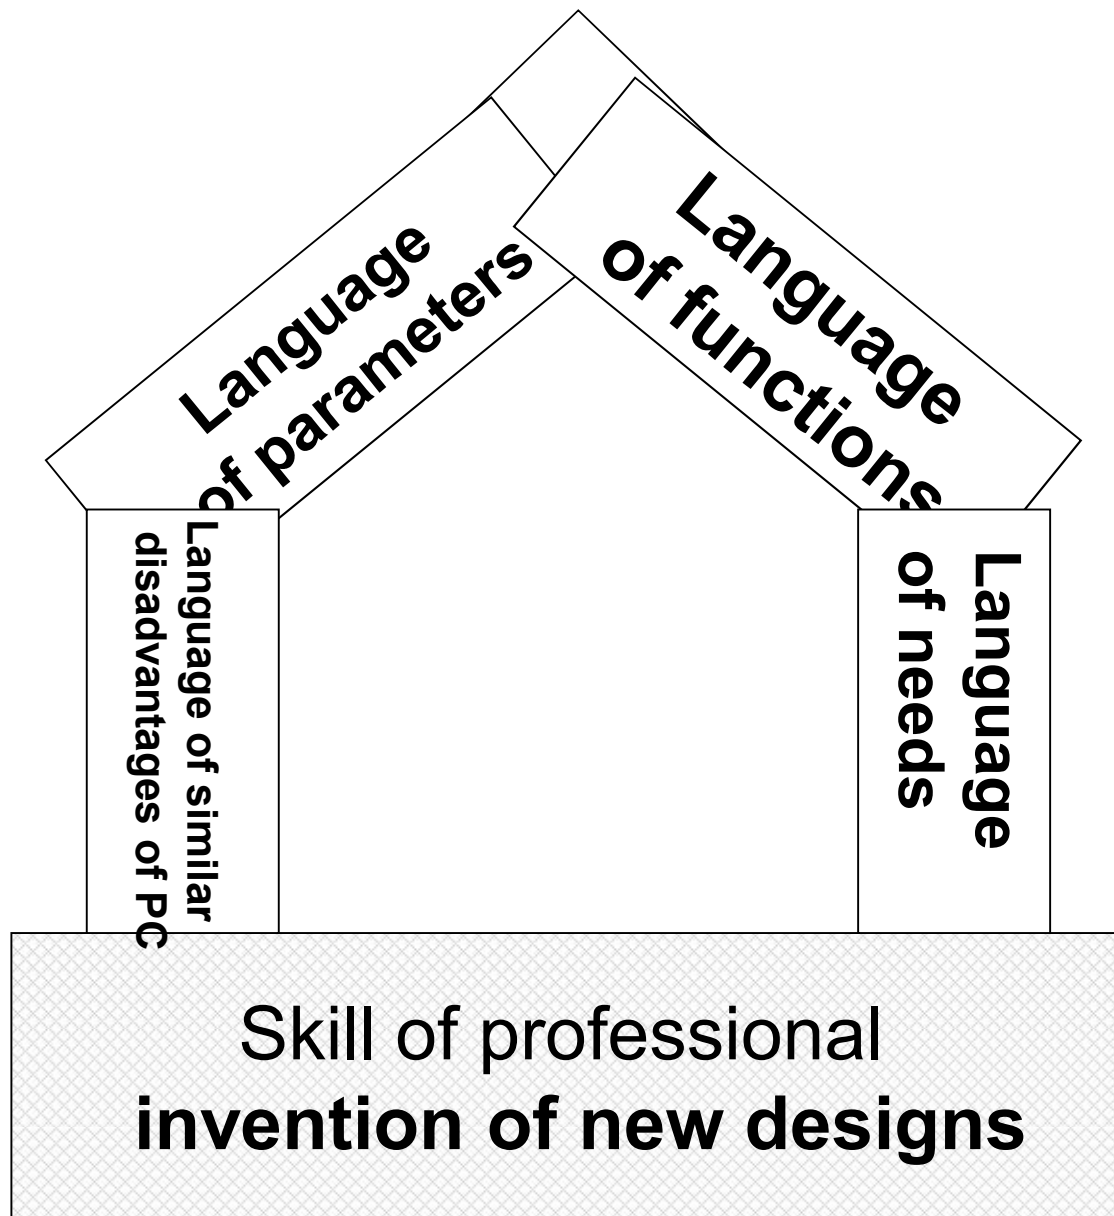 Language
of parameters
Language
of functions
Language of similar
disadvantages of PC
Language
of needs
Skill of professional
invention of new designs